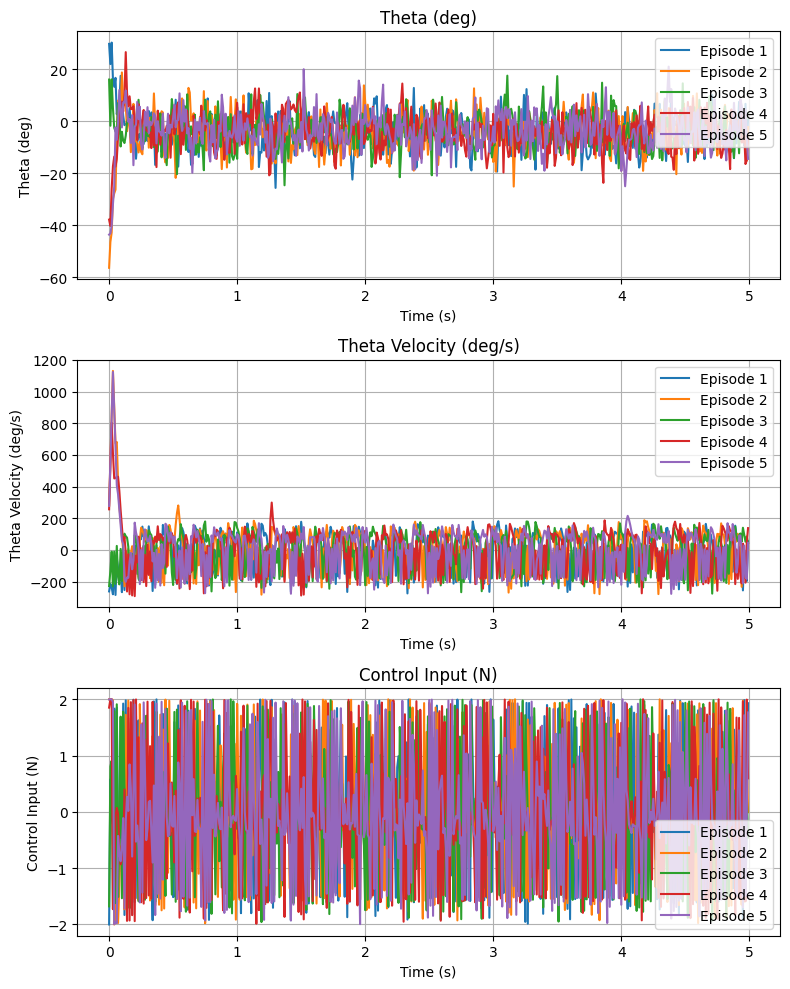 Theta (deg)
20
0
−20
−40
−60
Theta (deg)
Episode 1
Episode 2
Episode 3
Episode 4
Episode 5
0
1
2
3
4
5
Time (s)
Theta Velocity (deg/s)
1200
1000
800
600
400
200
0
−200
Theta Velocity (deg/s)
Episode 1
Episode 2
Episode 3
Episode 4
Episode 5
0
1
2
3
4
5
Time (s)
Control Input (N)
2
1
0
−1
−2
Control Input (N)
Episode 1
Episode 2
Episode 3
Episode 4
Episode 5
0
1
2
3
4
5
Time (s)